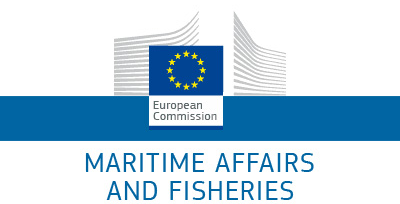 European
Commission
MARITIME AFFAIRS
AND FISHERIES